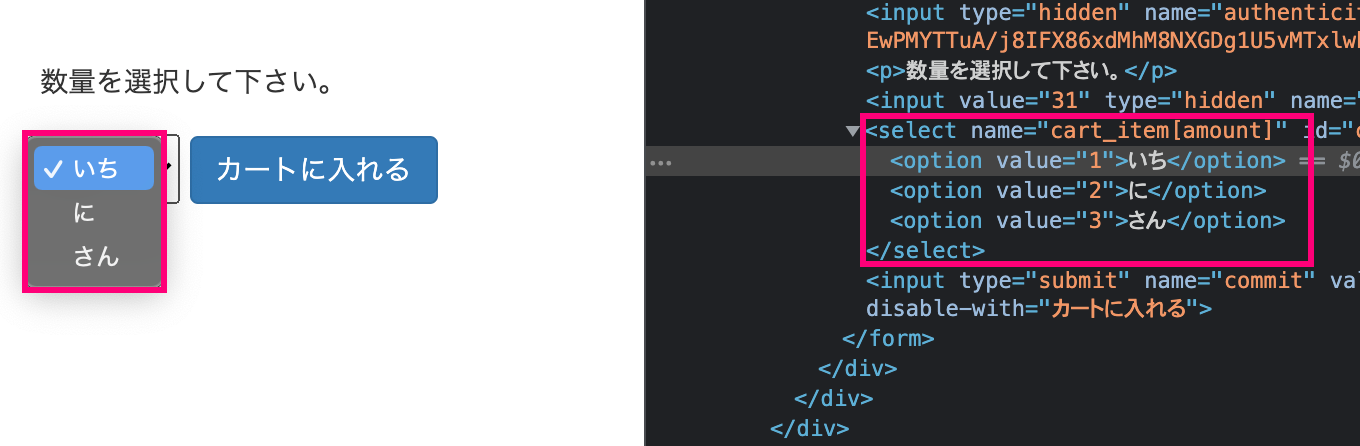 数量を選択して下さい。
✓ いち
に
さん
カートに入れる
<input type="hidden" name="authenticit
<p>数量を選択して下さい。</p>
<input value="31" type="hidden" name=
▼<select name="cart_item[amount]" id="c
… <option value="1">いち</option> == $0
<option value="2">に</option>
<option value="3">さん</option>
</select>
<input type="submit" name="commit" va
disable-with="カートに入れる">
</form>
</div>
</div>
</div>